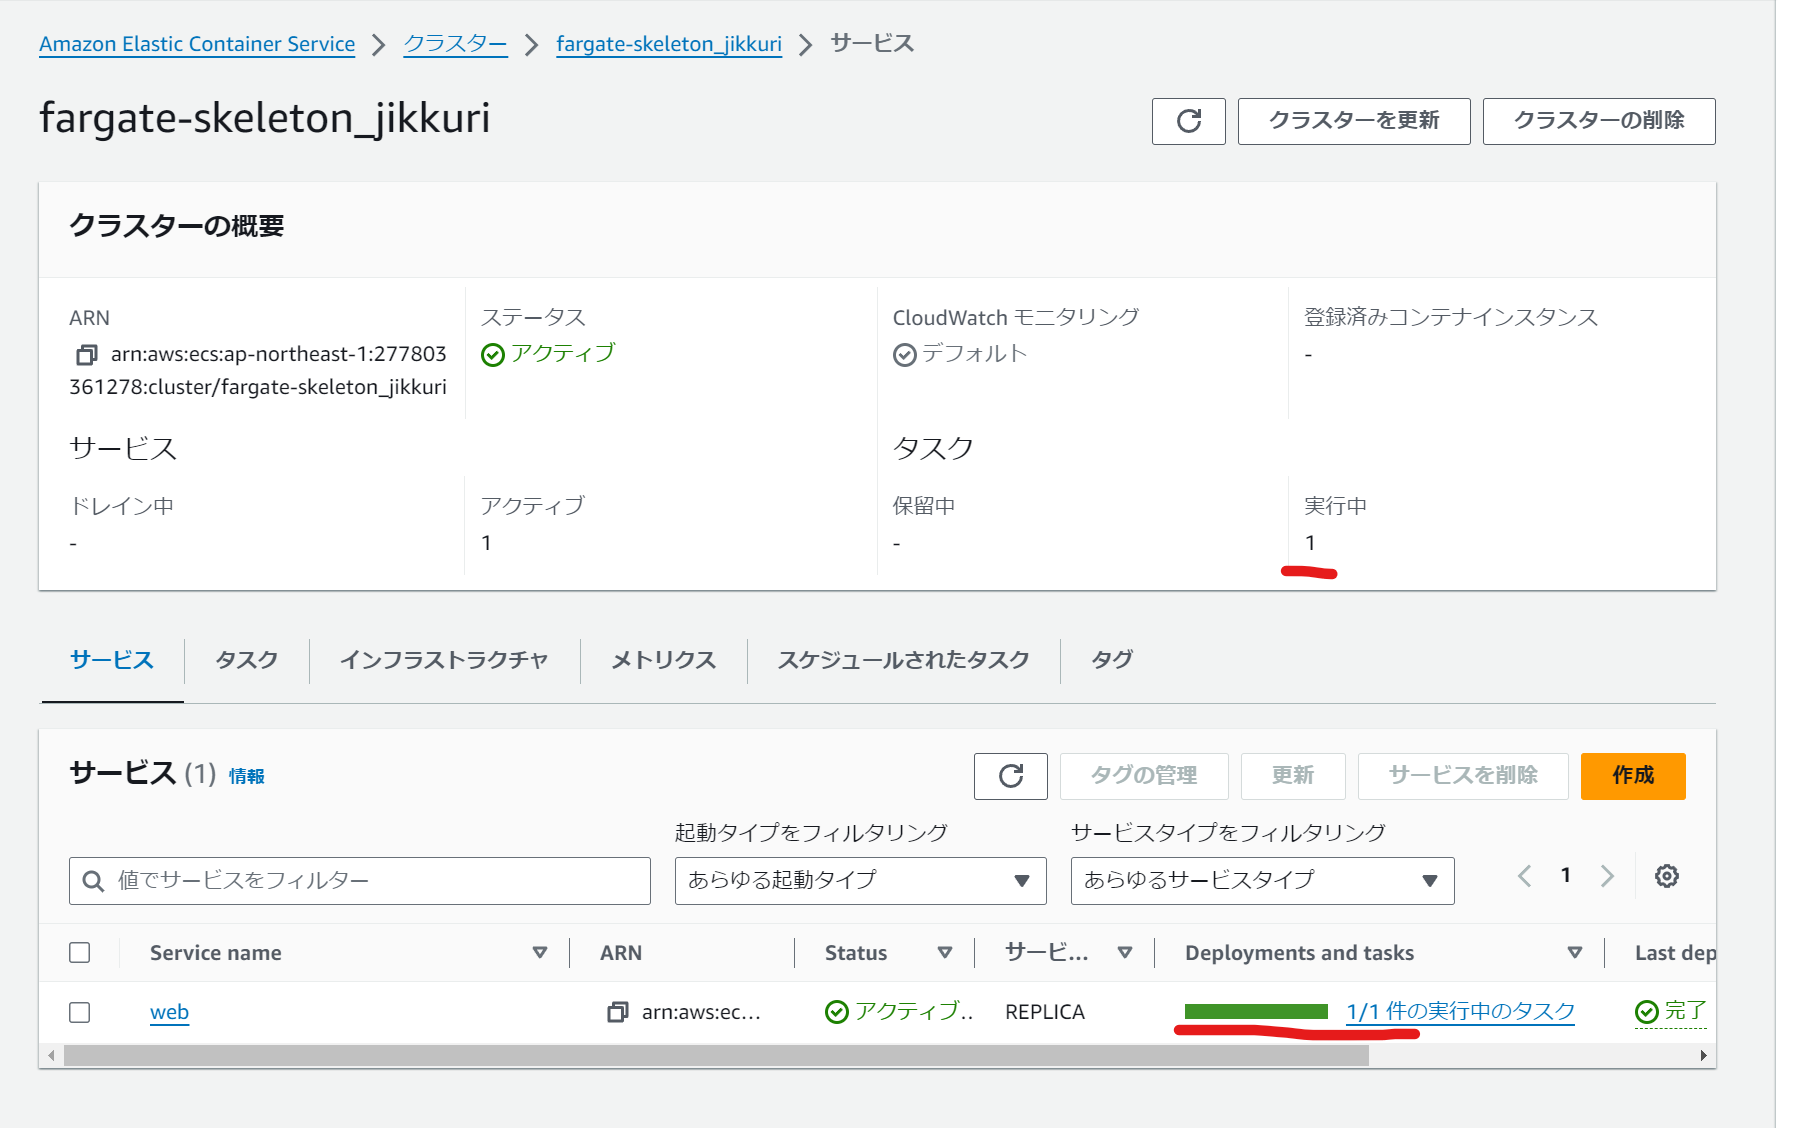 Amazon Elastic Container Service > クラスター > fargate-skeleton_jikkuri > サービス
fargate-skeleton_jikkuri
クラスターを更新
クラスターの削除
クラスターの概要
ARN
arn:aws:ecs:ap-northeast-1:277803
361278:cluster/fargate-skeleton_jikkuri
ステータス
アクティブ
CloudWatch モニタリング
デフォルト
登録済みコンテナインスタンス
-
サービス
タスク
ドレイン中
-
アクティブ
1
保留中
-
実行中
1
サービス
タスク
インフラストラクチャ
メトリクス
スケジュールされたタスク
タグ
サービス (1) 情報
タグの管理
更新
サービスを削除
作成
起動タイプをフィルタリング
サービスタイプをフィルタリング
値でサービスをフィルター
あらゆる起動タイプ
あらゆるサービスタイプ
1
Service name
ARN
Status
サービ...
Deployments and tasks
Last dep
web
arn:aws:ec...
アクティブ..
REPLICA
1/1 件の実行中のタスク
完了